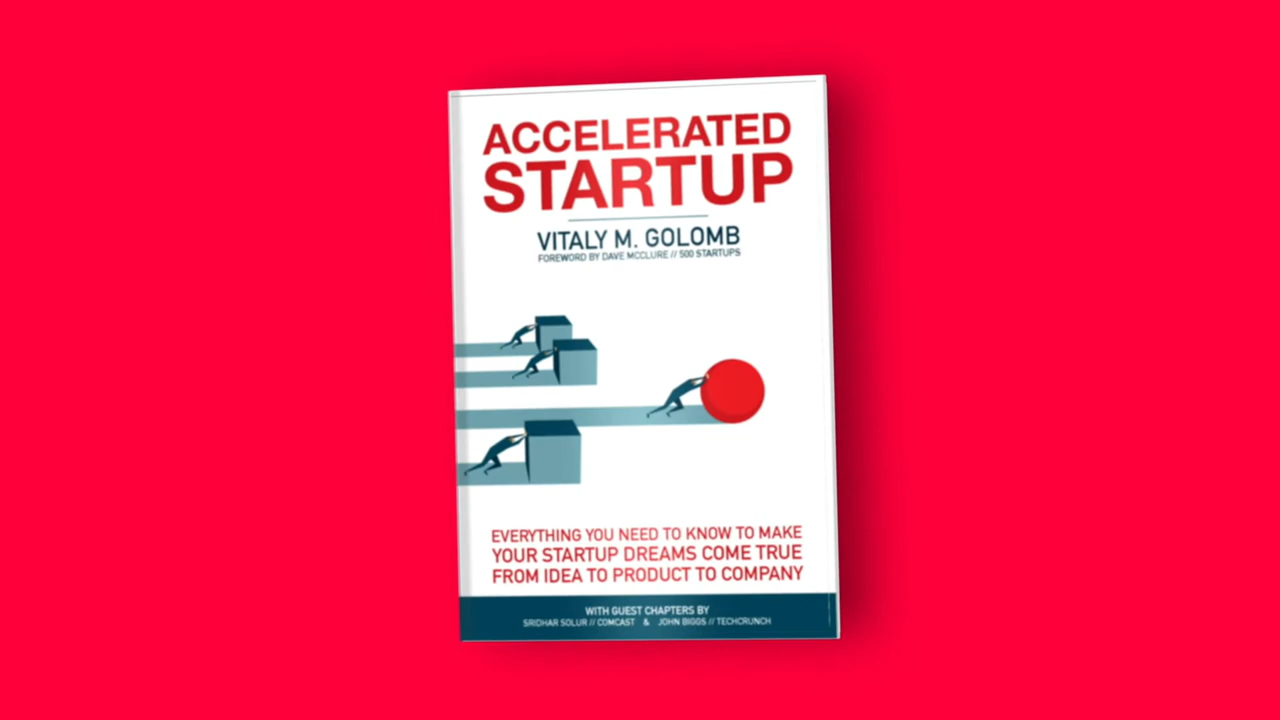 ACCELERATED
STARTUP
VITALY M. GOLOMB
FOREWORD BY DAVE MCCLURE // 500 STARTUPS
EVERYTHING YOU NEED TO KNOW TO MAKE
YOUR STARTUP DREAMS COME TRUE
FROM IDEA TO PRODUCT TO COMPANY
WITH GUEST CHAPTERS BY
SRIDHAR SOLUR // COMCAST & JOHN BIGGS // TECHCRUNCH